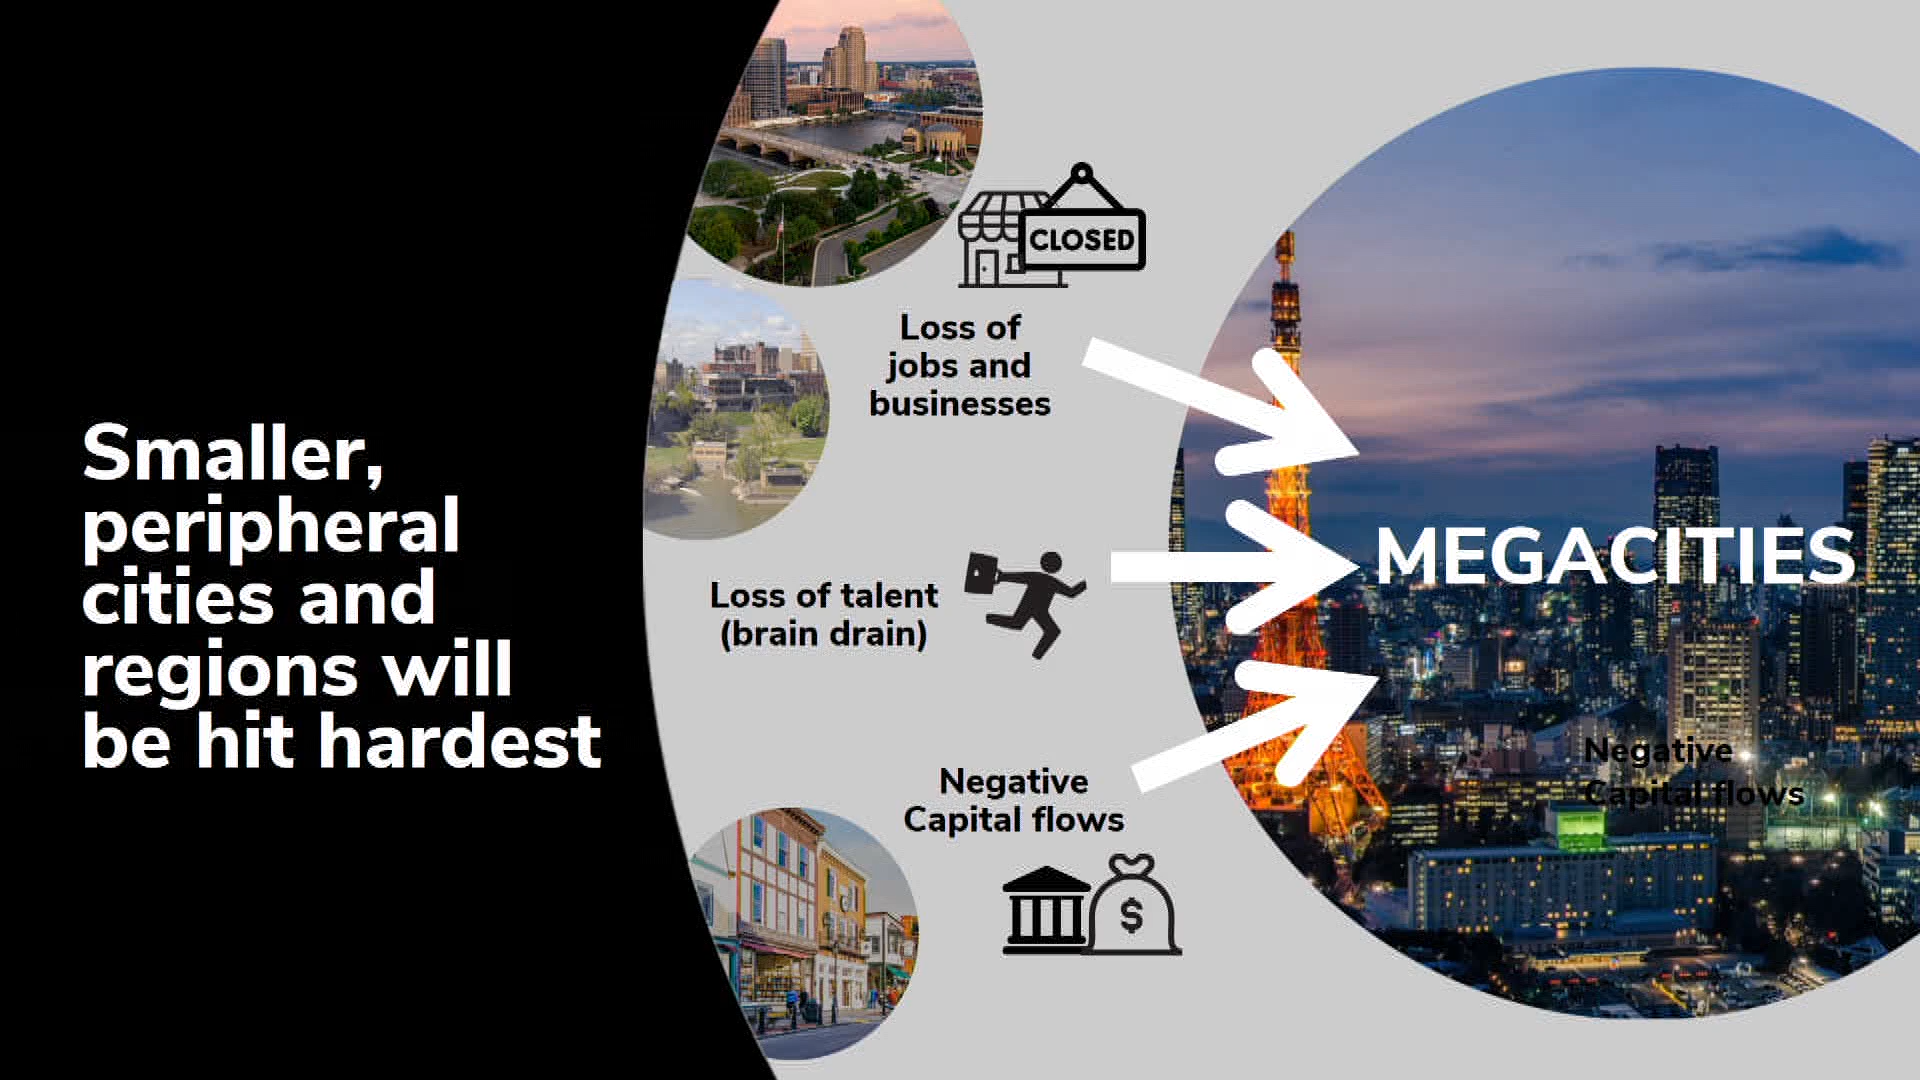 Smaller,
peripheral
cities and
regions will
be hit hardest
CLOSED
Loss of
jobs and
businesses
Loss of talent
(brain drain)
Negative
Capital flows
$
MEGACITIES
Negative
Capital flows